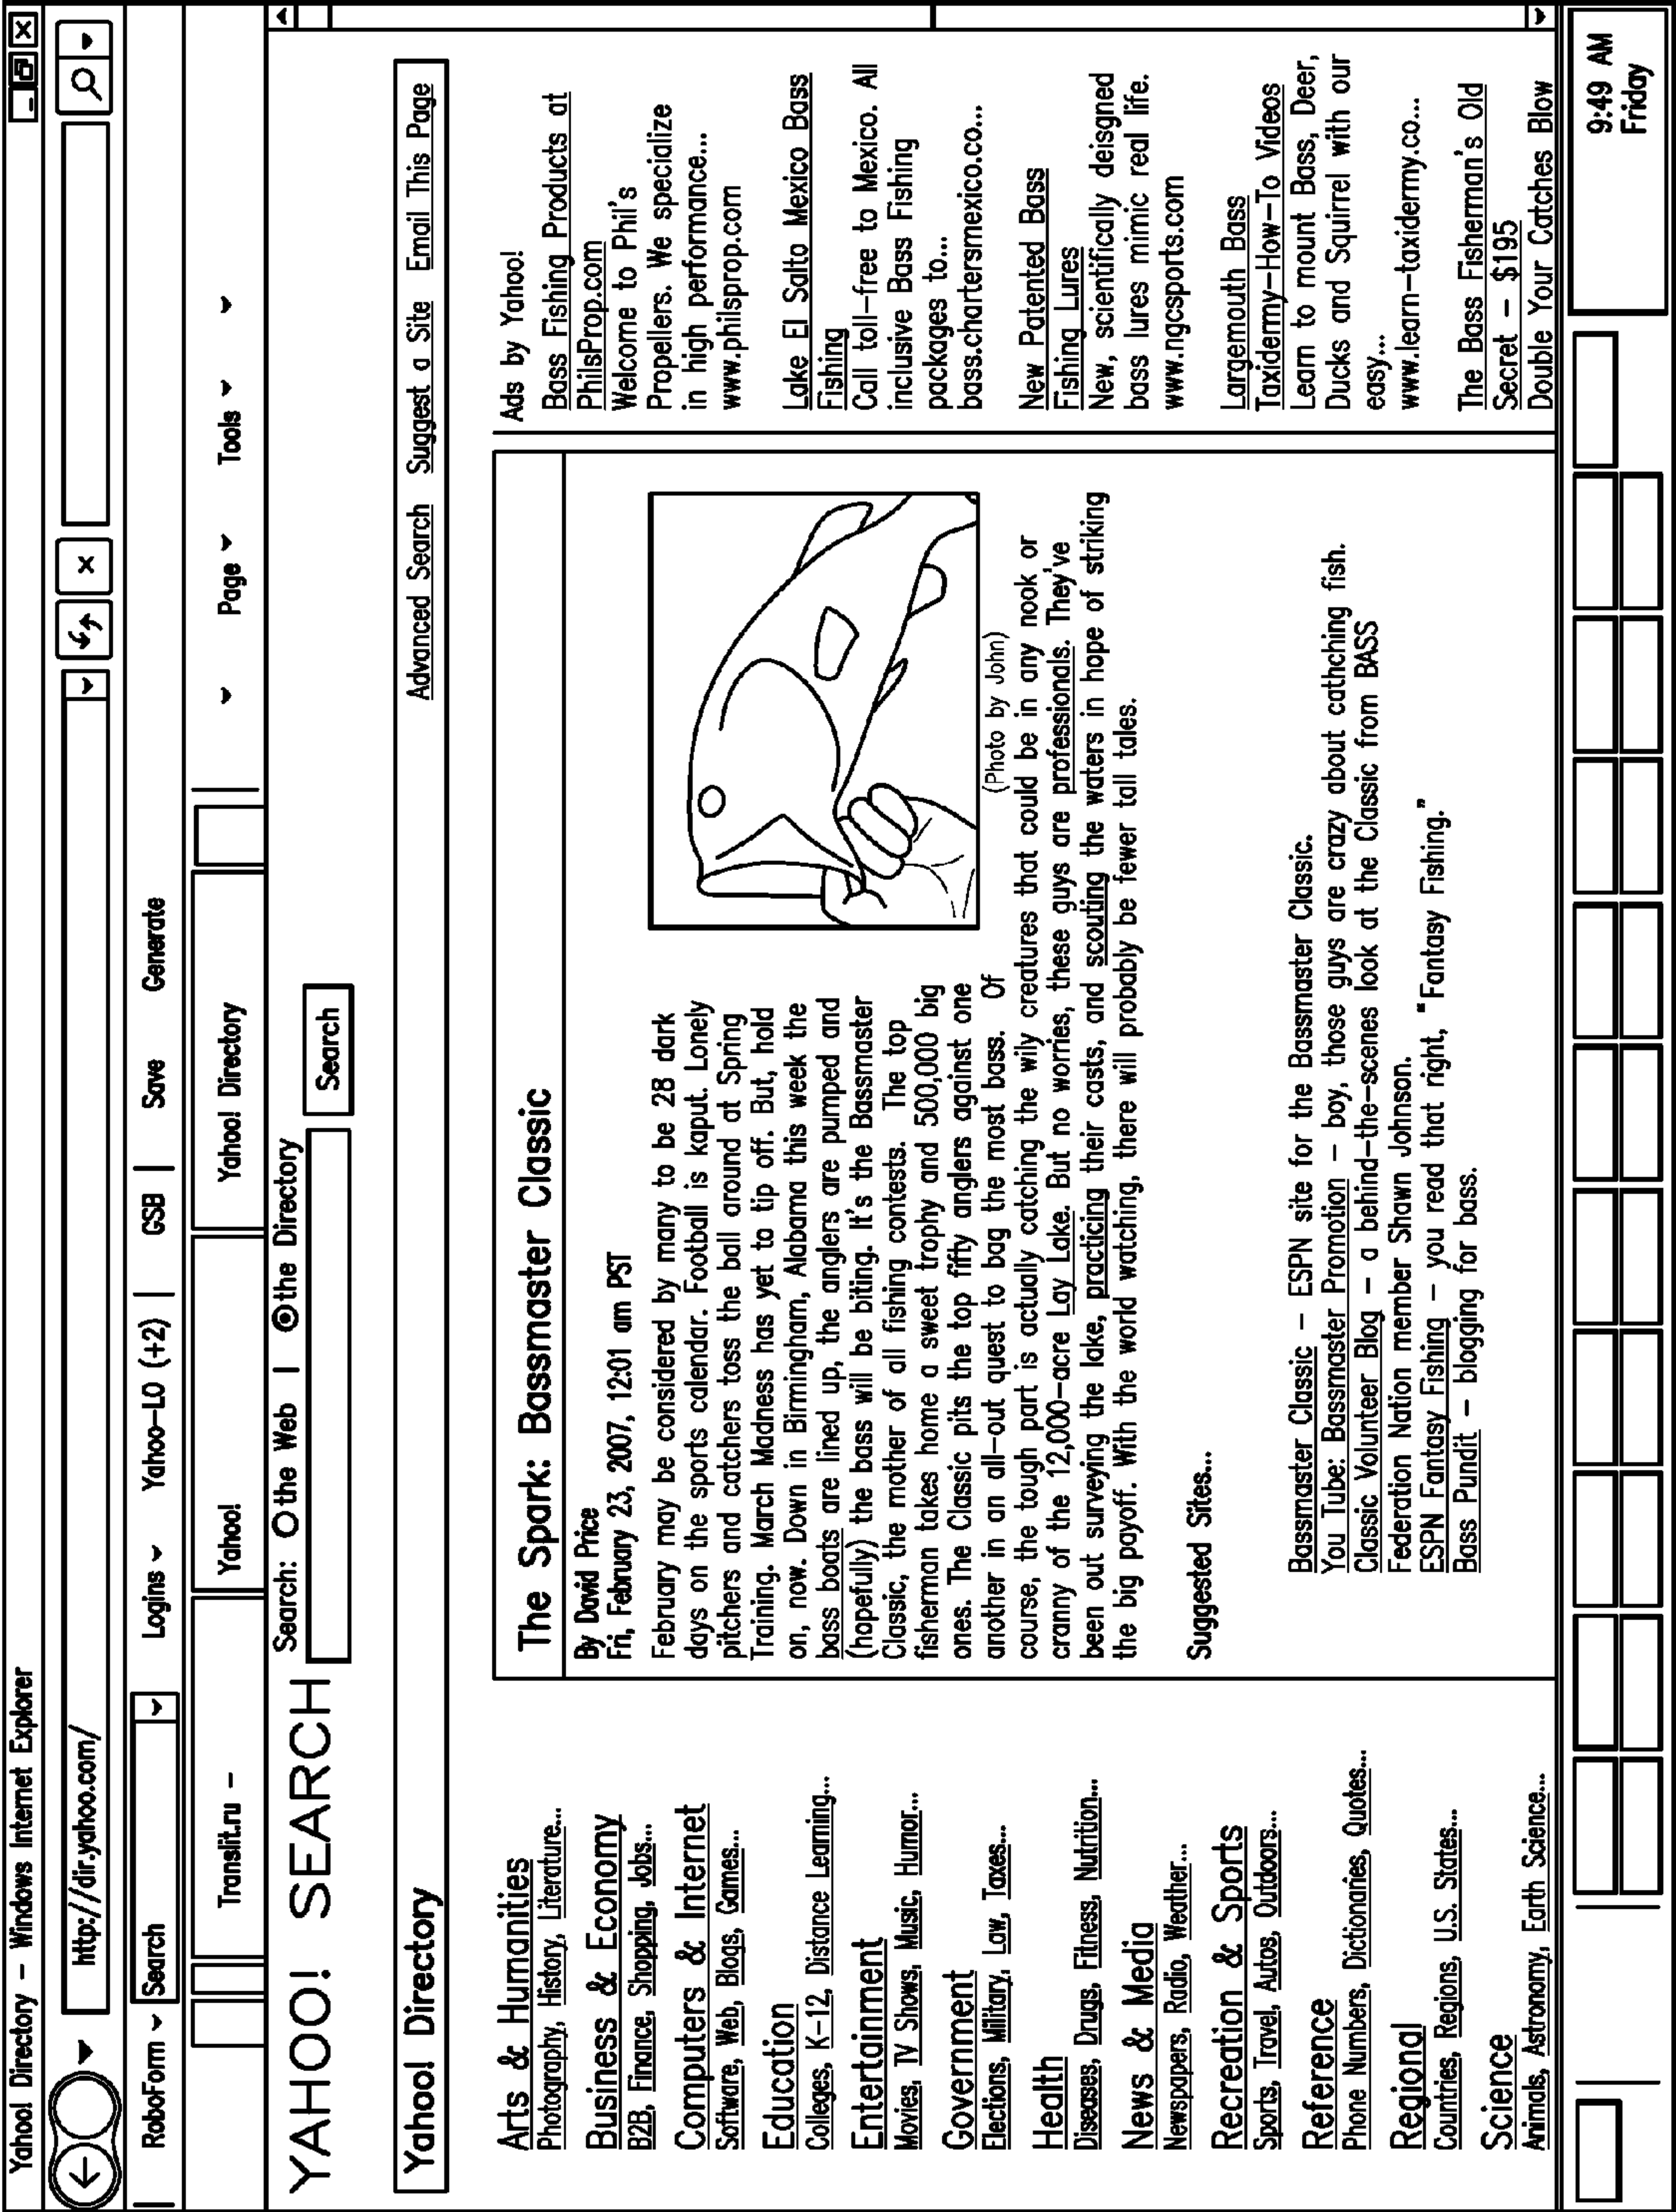 Yahoo! Directory – Windows Internet Explorer
http://dir.yahoo.com/
RoboForm Search Logins Yahoo–LO (+2) | GSB | Save Generate
Translit.ru – Yahoo! Yahoo! Directory Page Tools
YAHOO! SEARCH
Search: the Web | the Directory
Search
Yahoo! Directory
Advanced Search Suggest a Site Email This Page
Arts & Humanities
Photography, History, Literature...
Business & Economy
B2B, Finance, Shopping, Jobs...
Computers & Internet
Software, Web, Blogs, Games...
Education
Colleges, K–12, Distance Learning...
Entertainment
Movies, TV Shows, Music, Humor...
Government
Elections, Military, Law, Taxes...
Health
Diseases, Drugs, Fitness, Nutrition...
News & Media
Newspapers, Radio, Weather...
Recreation & Sports
Sports, Travel, Autos, Outdoors...
Reference
Phone Numbers, Dictionaries, Quotes...
Regional
Countries, Regions, U.S. States...
Science
Animals, Astronomy, Earth Science...
The Spark: Bassmaster Classic
By David Price
Fri, February 23, 2007, 12:01 am PST
February may be considered by many to be 28 dark
days on the sports calendar. Football is kaput. Lonely
pitchers and catchers toss the ball around at Spring
Training. March Madness has yet to tip off. But, hold
on, now. Down in Birmingham, Alabama this week the
bass boats are lined up, the anglers are pumped and
(hopefully) the bass will be biting. It's the Bassmaster
Classic, the mother of all fishing contests. The top
fisherman takes home a sweet trophy and 500,000 big
ones. The Classic pits the top fifty anglers against one
another in an all–out quest to bag the most bass. Of
(Photo by John)
course, the tough part is actually catching the wily creatures that could be in any nook or
cranny of the 12,000–acre Lay Lake. But no worries, these guys are professionals. They've
been out surveying the lake, practicing their casts, and scouting the waters in hope of striking
the big payoff. With the world watching, there will probably be fewer tall tales.
Suggested Sites...
Bassmaster Classic – ESPN site for the Bassmaster Classic.
You Tube: Bassmaster Promotion – boy, those guys are crazy about cathching fish.
Classic Volunteer Blog – a behind–the–scenes look at the Classic from BASS
Federation Nation member Shawn Johnson.
ESPN Fantasy Fishing – you read that right, "Fantasy Fishing."
Bass Pundit – blogging for bass.
Ads by Yahoo!
Bass Fishing Products at
PhilsProp.com
Welcome to Phil's
Propellers. We specialize
in high performance...
www.philsprop.com
Lake El Salto Mexico Bass
Fishing
Call toll–free to Mexico. All
inclusive Bass Fishing
packages to...
bass.chartersmexico.co...
New Patented Bass
Fishing Lures
New, scientifically deisgned
bass lures mimic real life.
www.ngcsports.com
Largemouth Bass
Taxidermy–How–To Videos
Learn to mount Bass, Deer,
Ducks and Squirrel with our
easy...
www.learn–taxidermy.co...
The Bass Fisherman's Old
Secret – $195
Double Your Catches Blow
9:49 AM
Friday